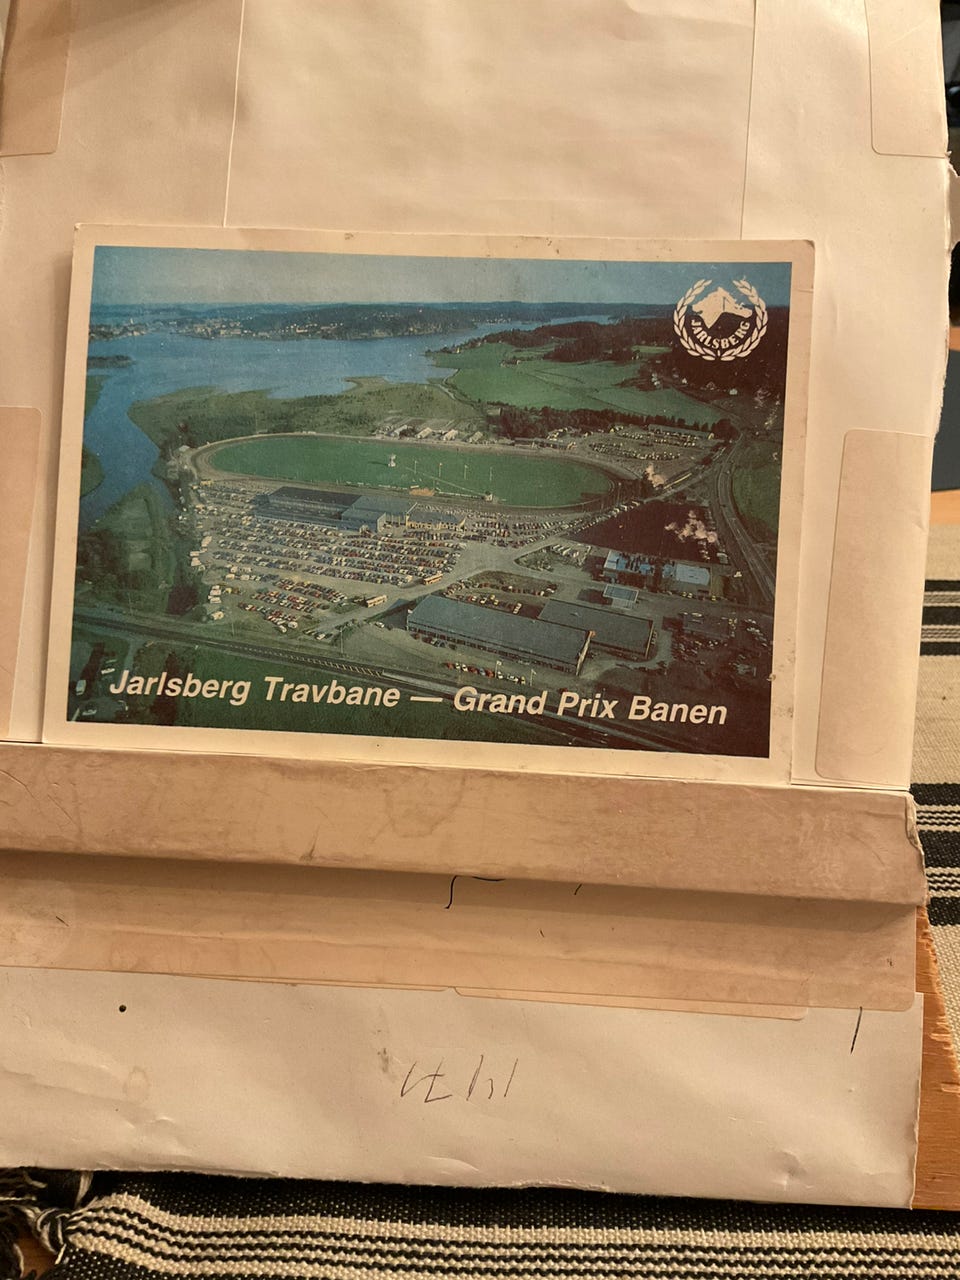 JARLSBERG
Jarlsberg Travbane — Grand Prix Banen